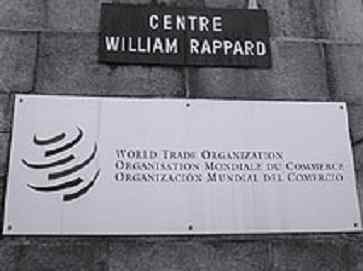 CENTRE
WILLIAM RAPPARD
WORLD TRADE ORGANIZATION
ORGANISATION MONDIALE DU COMMERCE
ORGANIZACIÓN MUNDIAL DEL COMERCIO